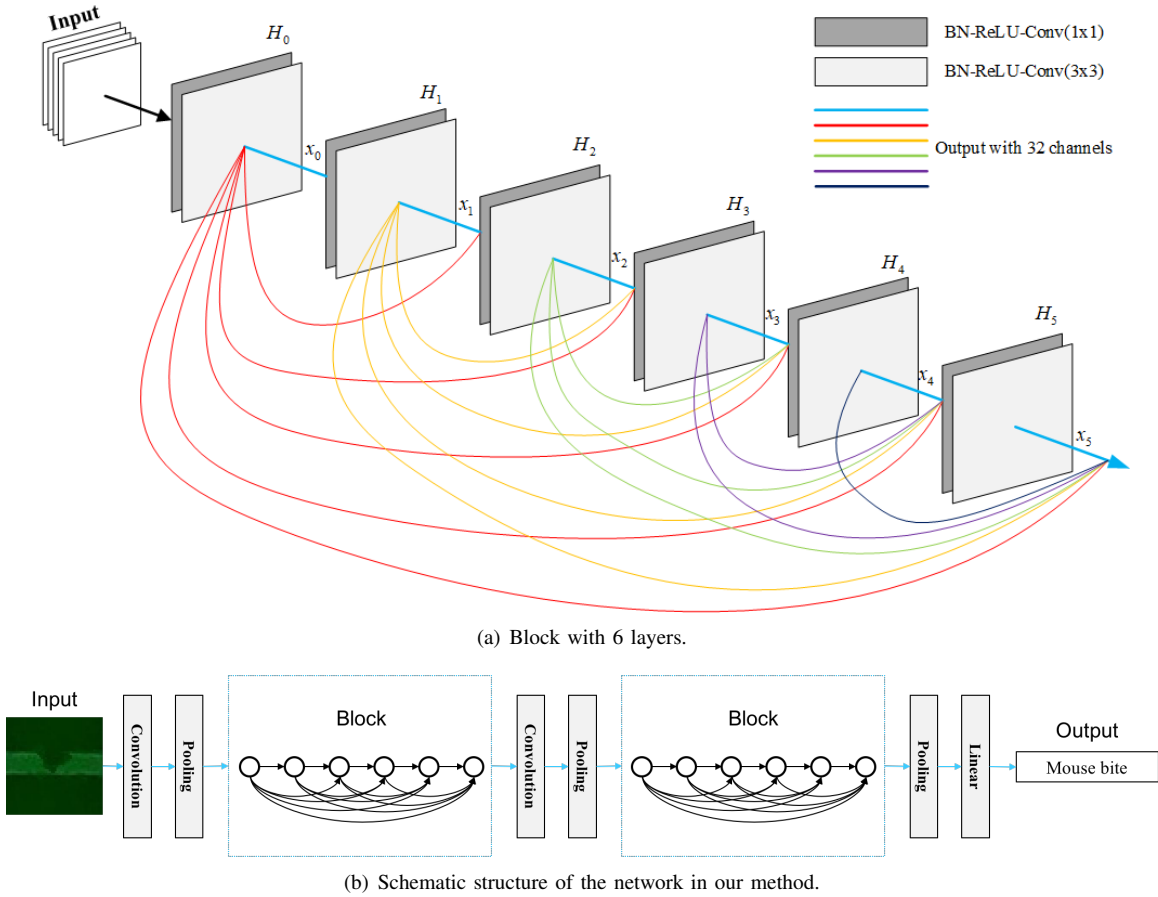 Input
H0
BN-ReLU-Conv(1x1)
BN-ReLU-Conv(3x3)
H1
H2
Output with 32 channels
x0
x1
H3
x2
H4
x3
H5
x4
x5
(a) Block with 6 layers.
Input
Convolution
Pooling
Block
Convolution
Pooling
Block
Pooling
Linear
Output
Mouse bite
(b) Schematic structure of the network in our method.